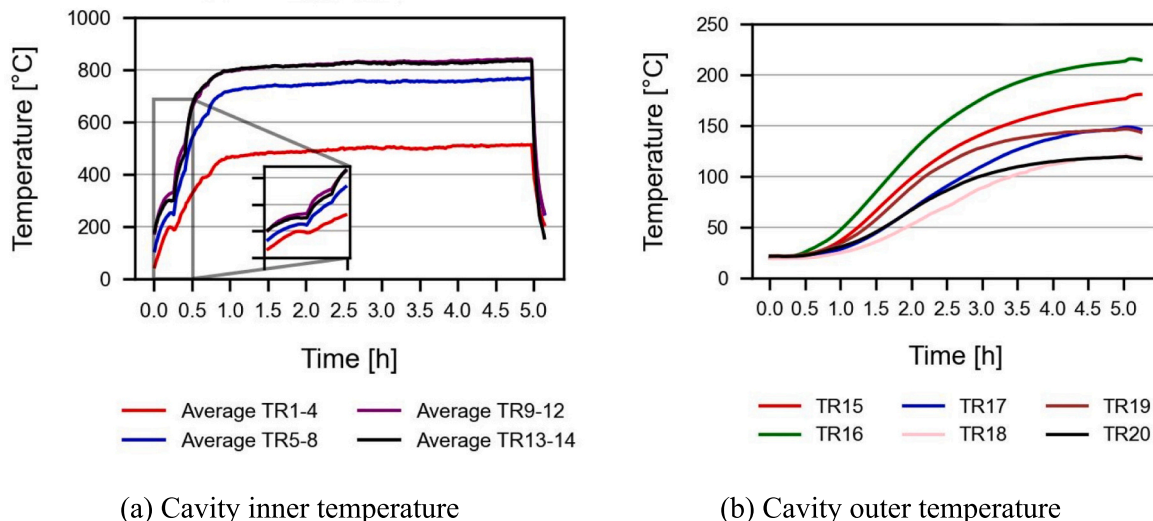 1000
800
600
400
200
0
Temperature [°C]
0.0 0.5 1.0 1.5 2.0 2.5 3.0 3.5 4.0 4.5 5.0
Time [h]
Average TR1-4 Average TR9-12
Average TR5-8 Average TR13-14
(a) Cavity inner temperature
250
200
150
100
50
0
Temperature [°C]
0.0 0.5 1.0 1.5 2.0 2.5 3.0 3.5 4.0 4.5 5.0
Time [h]
TR15 TR17 TR19
TR16 TR18 TR20
(b) Cavity outer temperature